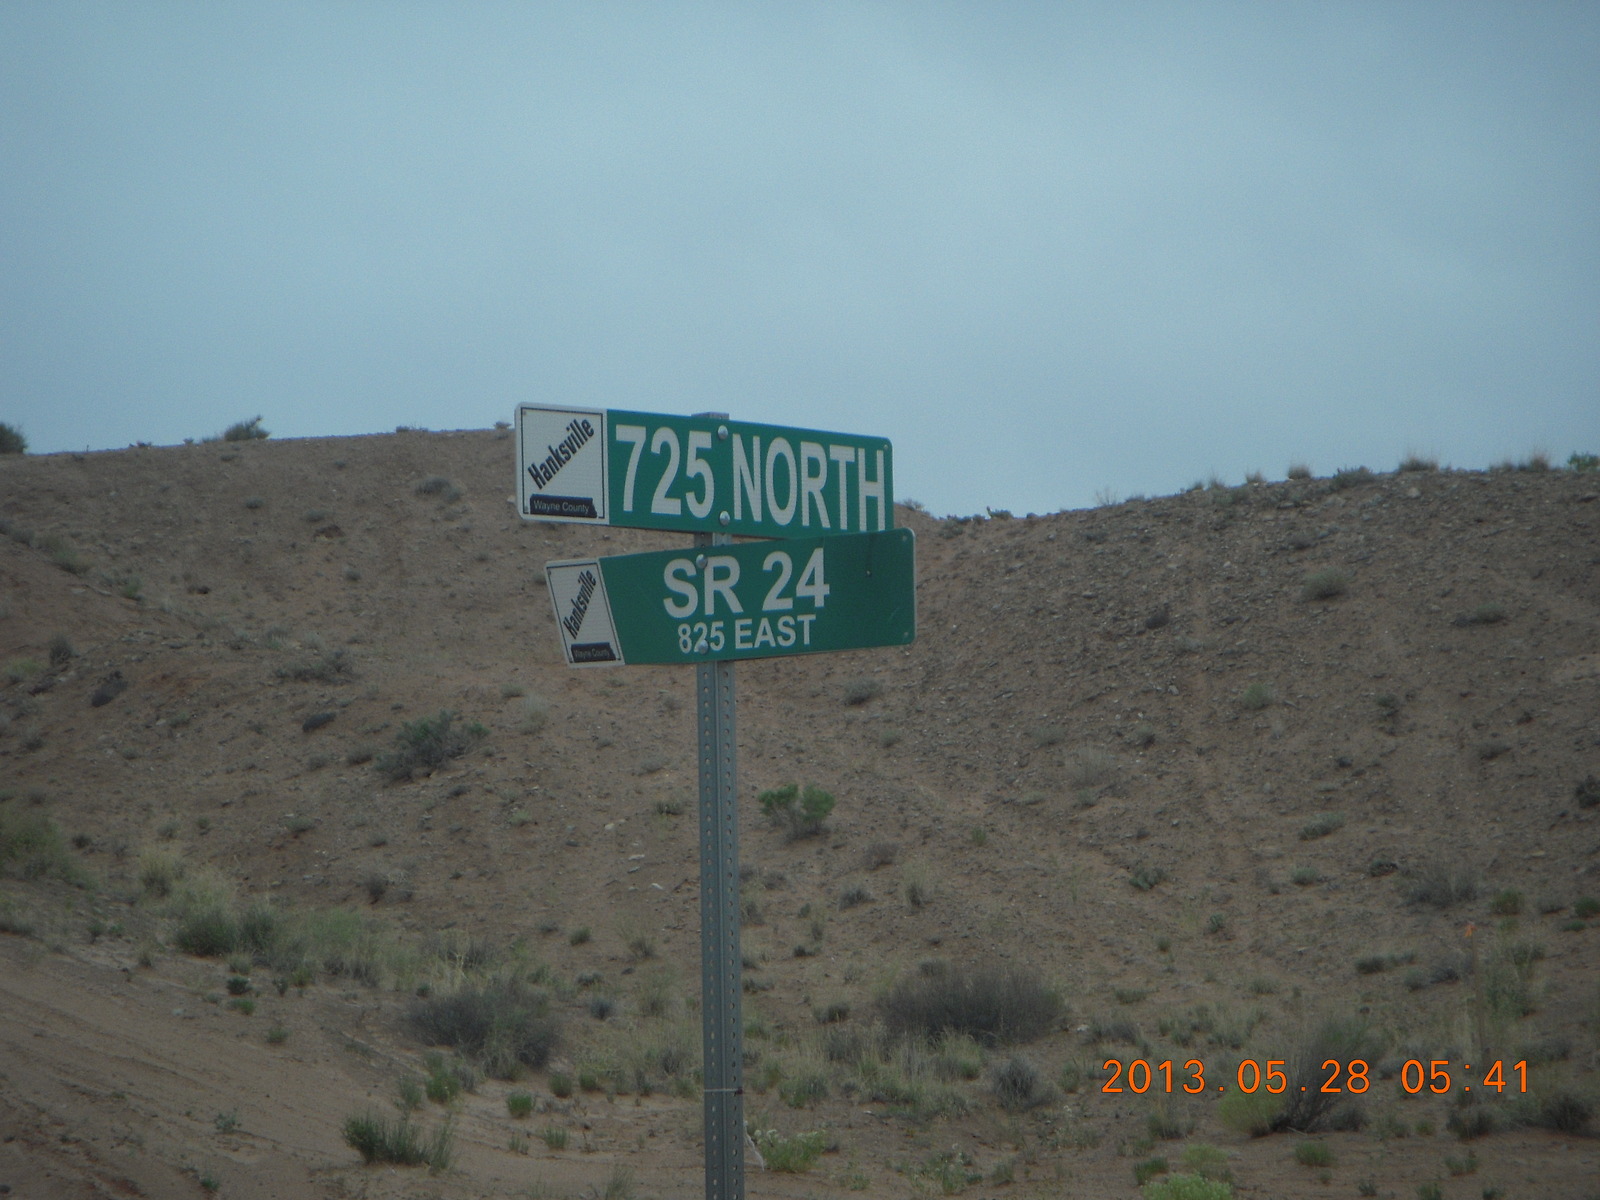 Hanksville
Wayne County
725 NORTH
Hanksville
Wayne County
SR 24
825 EAST
2013.05.28 05:41